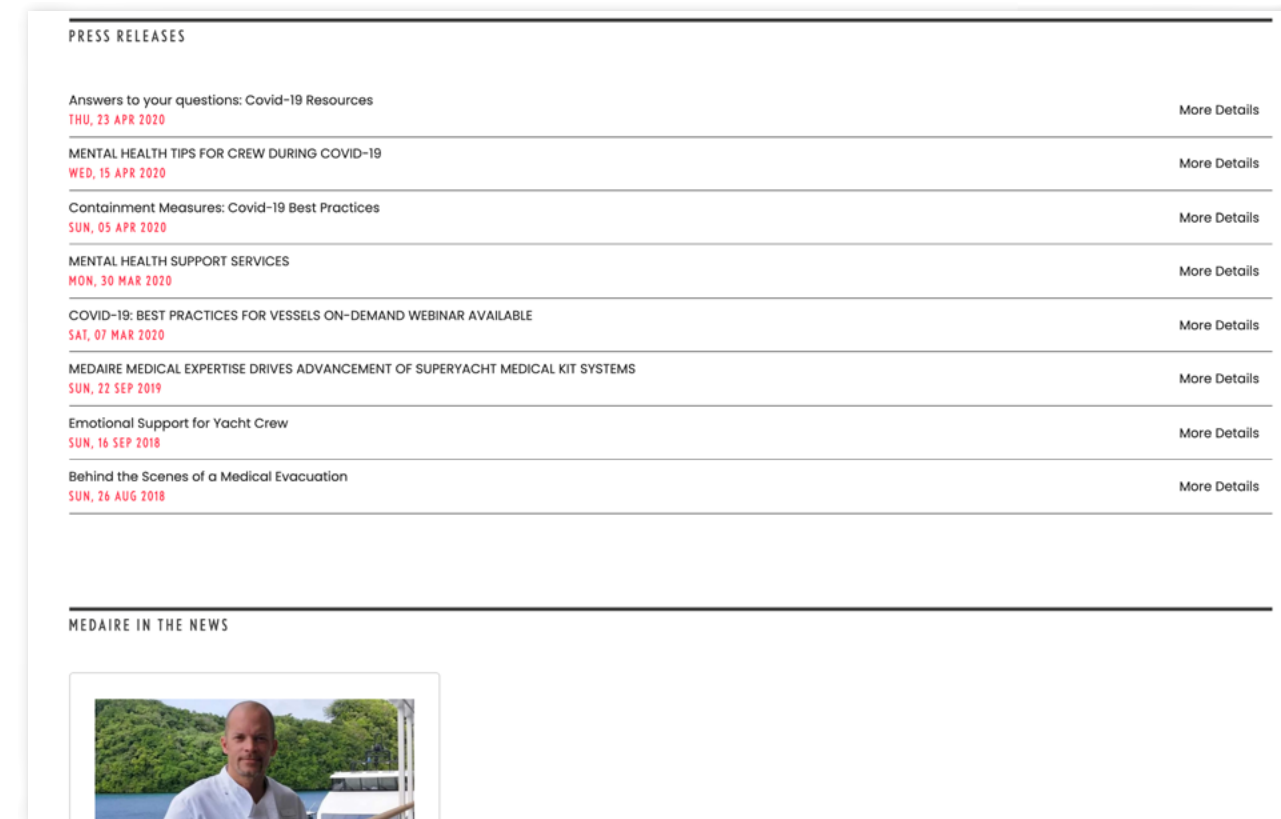 PRESS RELEASES
Answers to your questions: Covid-19 Resources
THU, 23 APR 2020
More Details
MENTAL HEALTH TIPS FOR CREW DURING COVID-19
WED, 15 APR 2020
More Details
Containment Measures: Covid-19 Best Practices
SUN, 05 APR 2020
More Details
MENTAL HEALTH SUPPORT SERVICES
MON, 30 MAR 2020
More Details
COVID-19: BEST PRACTICES FOR VESSELS ON-DEMAND WEBINAR AVAILABLE
SAT, 07 MAR 2020
More Details
MEDAIRE MEDICAL EXPERTISE DRIVES ADVANCEMENT OF SUPERYACHT MEDICAL KIT SYSTEMS
SUN, 22 SEP 2019
More Details
Emotional Support for Yacht Crew
SUN, 16 SEP 2018
More Details
Behind the Scenes of a Medical Evacuation
SUN, 26 AUG 2018
More Details
MEDAIRE IN THE NEWS